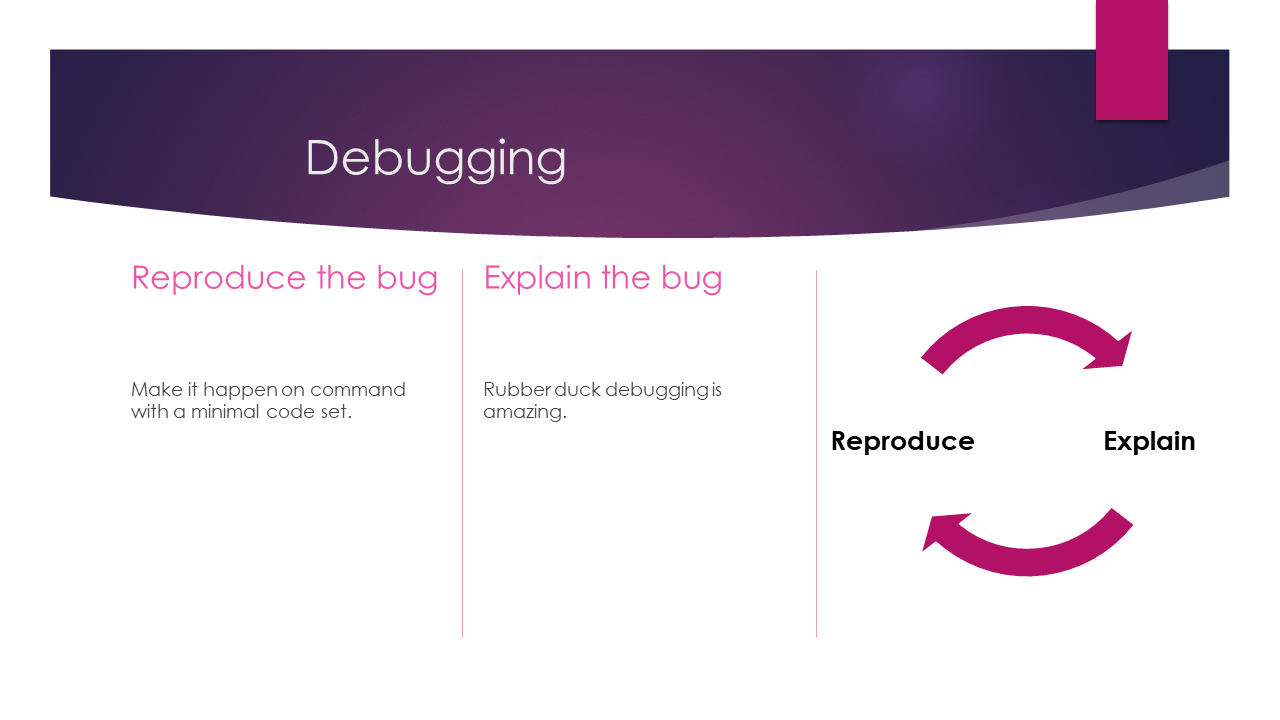 Debugging
Reproduce the bug
Make it happen on command
with a minimal code set.
Explain the bug
Rubber duck debugging is
amazing.
Reproduce
Explain